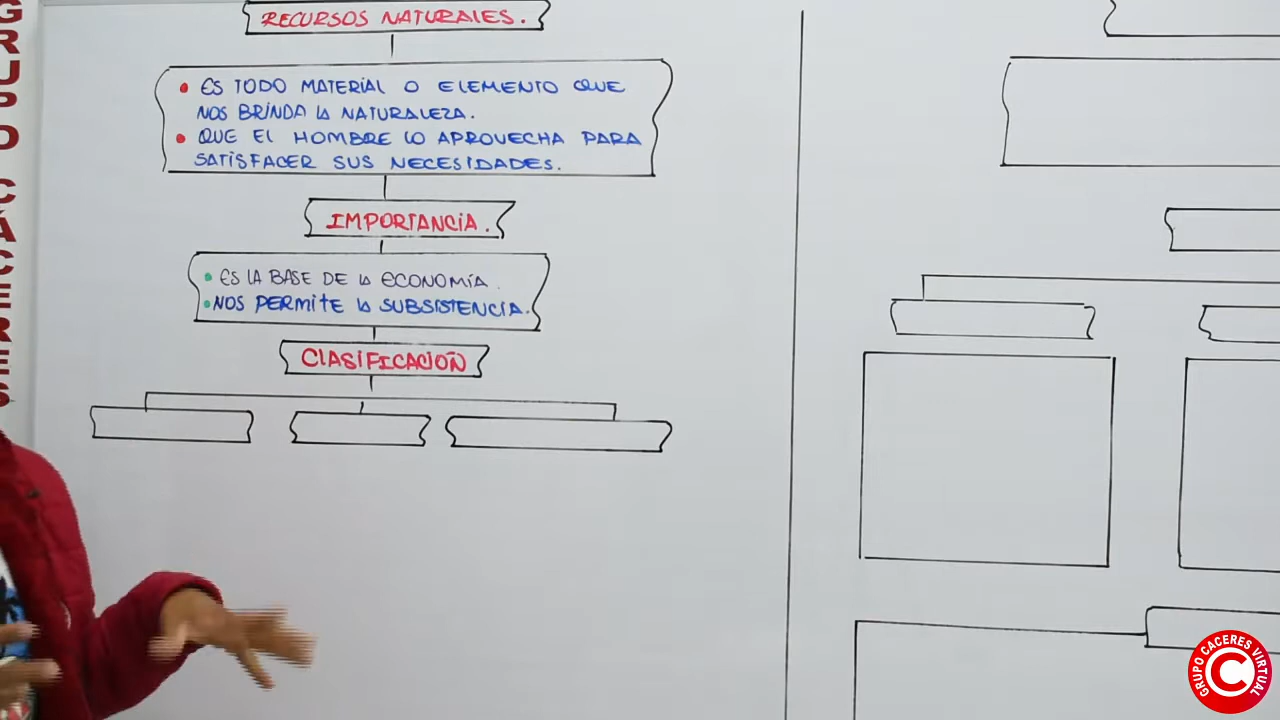 GRUPO CÁCERES
RECURSOS NATURALES.
• ES TODO MATERIAL O ELEMENTO QUE
NOS BRINDA LA NATURALEZA.
• QUE EL HOMBRE LO APROVECHA PARA
SATISFACER SUS NECESIDADES.
IMPORTANCIA.
• ES LA BASE DE LA ECONOMÍA.
• NOS PERMITE LA SUBSISTENCIA.
CLASIFICACIÓN
GRUPO CACERES VIRTUAL
C